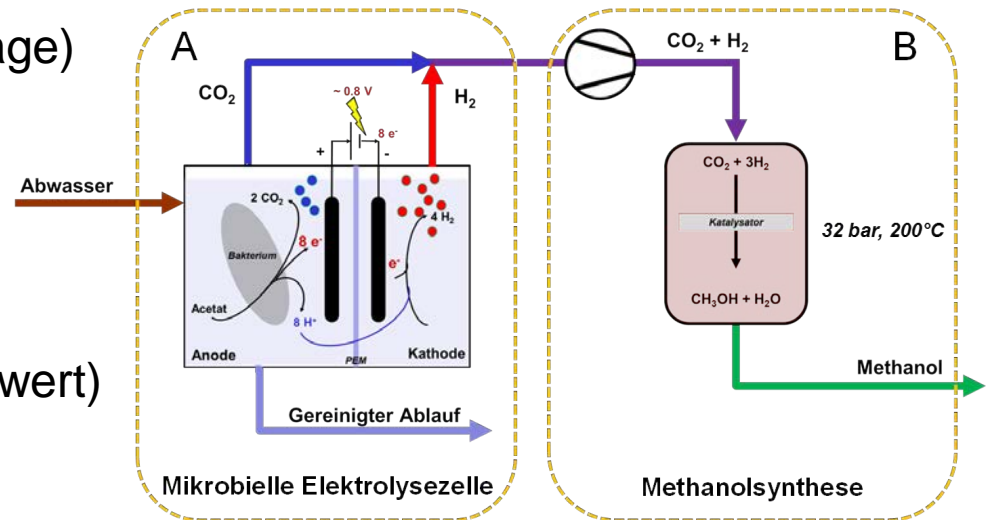 age)
A
CO₂ + H₂
B
CO₂
~ 0.8 V
H₂
8 e⁻
+
-
CO₂ + 3H₂
Abwasser
2 CO₂
4 H₂
Katalysator
32 bar, 200°C
8 e⁻
Bakterium
e⁻
Acetat
CH₃OH + H₂O
8 H⁺
Anode
PEM
Kathode
Methanol
wert)
Gereinigter Ablauf
Mikrobielle Elektrolysezelle
Methanolsynthese